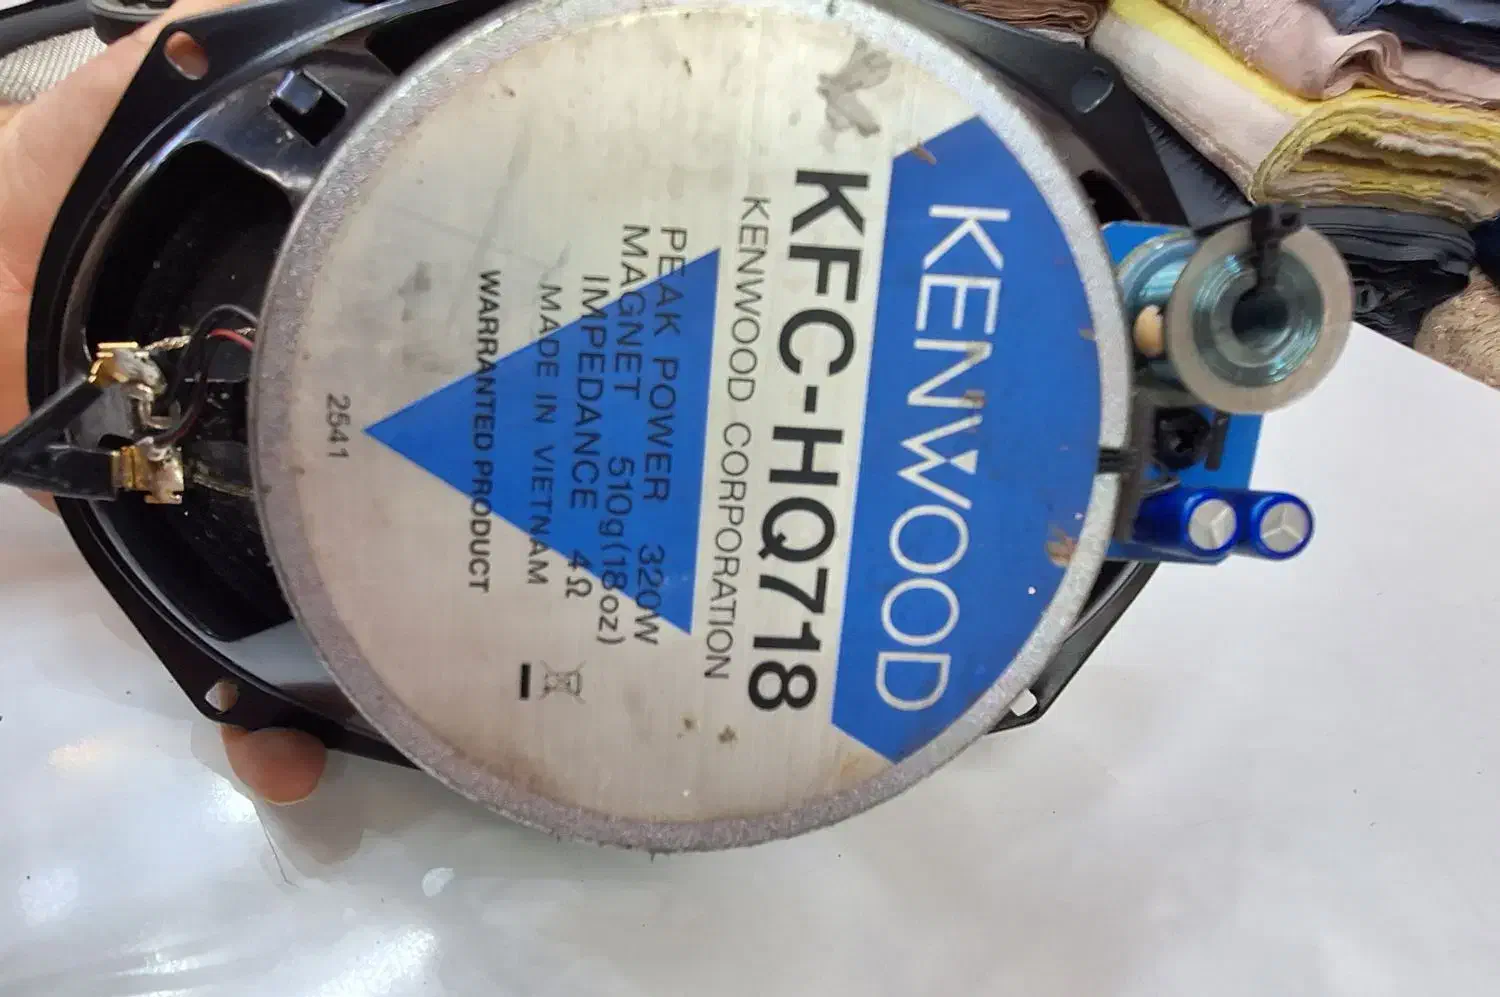 KENWOOD
KFC-HQ718
KENWOOD CORPORATION
PEAK POWER 320W
MAGNET 510g(18oz)
IMPEDANCE 4Ω
MADE IN VIETNAM
WARRANTED PRODUCT
2541